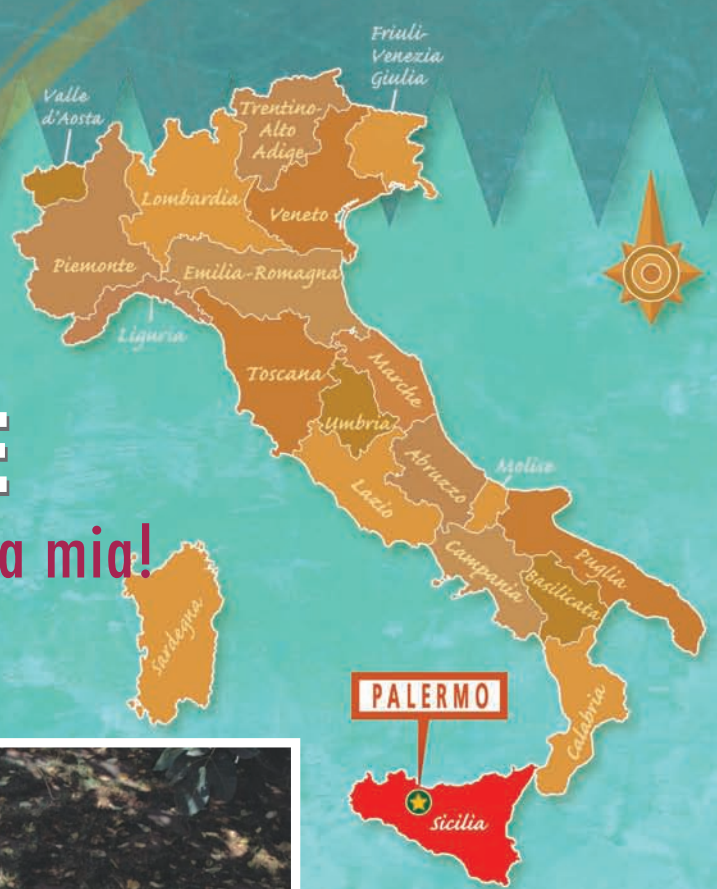 Friuli-
Venezia
Giulia
Valle
d'Aosta
Trentino-
Alto
Adige
Lombardia
Veneto
Piemonte
Emilia-Romagna
Liguria
Toscana
Marche
Umbria
Abruzzo
Molise
Lazio
Campania
Puglia
Basilicata
E
a mia!
Sardegna
PALERMO
Calabria
Sicilia